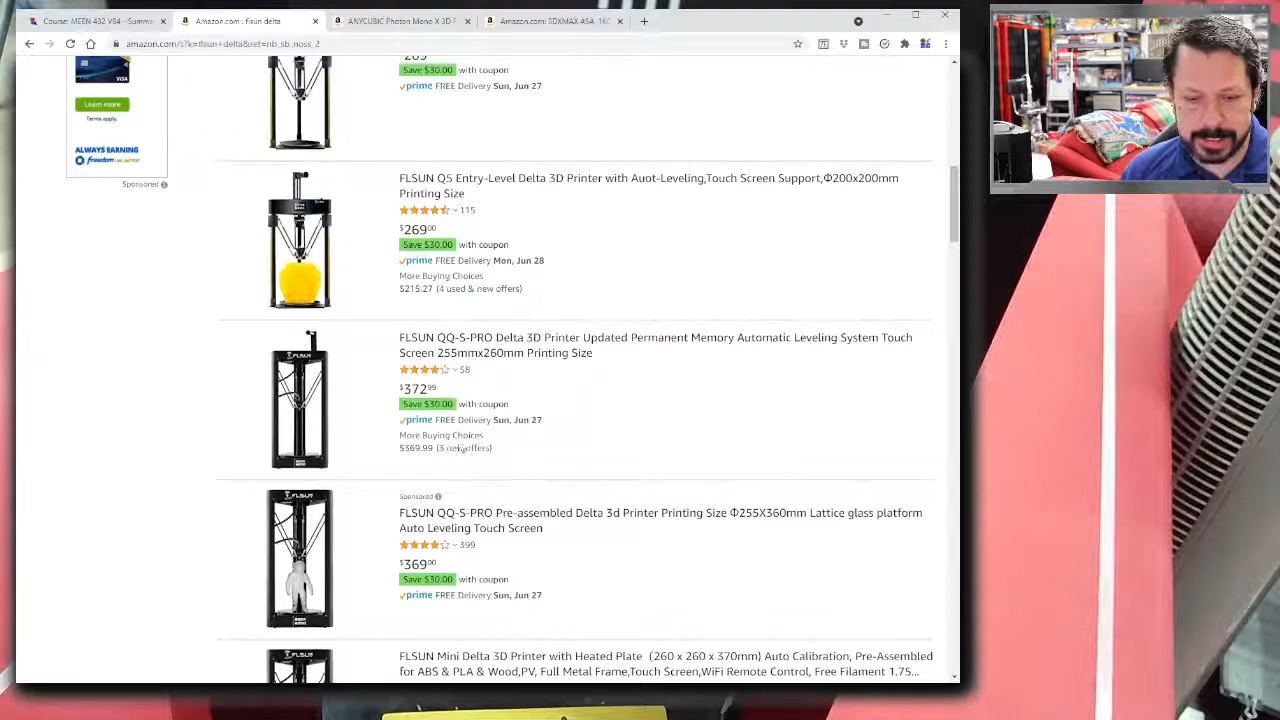 Course: MEEN 432 V84--Summe
Amazon.com : flsun delta
ANYCUBIC Photon Mono X 3D P
Amazon.com: 3DXMAX ASA -1KG
amazon.com/s?k=flsun+delta&ref=nb_sb_noss_2
VISA
Learn more
Terms apply.
ALWAYS EARNING
freedom
Sponsored
Save $30.00 with coupon
prime FREE Delivery Sun, Jun 27
FLSUN Q5 Entry-Level Delta 3D Printer with Auot-Leveling,Touch Screen Support,Φ200x200mm
Printing Size
115
$269.00
Save $30.00 with coupon
prime FREE Delivery Mon, Jun 28
More Buying Choices
$215.27 (4 used & new offers)
FLSUN
FLSUN QQ-S-PRO Delta 3D Printer Updated Permanent Memory Automatic Leveling System Touch
Screen 255mmx260mm Printing Size
58
$372.99
Save $30.00 with coupon
prime FREE Delivery Sun, Jun 27
More Buying Choices
$369.99 (3 new offers)
FLSUN
Sponsored
FLSUN QQ-S-PRO Pre-assembled Delta 3d Printer Printing Size Φ255X360mm Lattice glass platform
Auto Leveling Touch Screen
399
$369.00
Save $30.00 with coupon
prime FREE Delivery Sun, Jun 27
FLSUN
FLSUN Mini Delta 3D Printer with Heated Plate (260 x 260 x 370mm) Auto Calibration, Pre-Assembled
for ABS & PLA & Wood,PV, Full Metal Frame,Touch Screen,WiFi Remote Control, Free Filament 1.75...